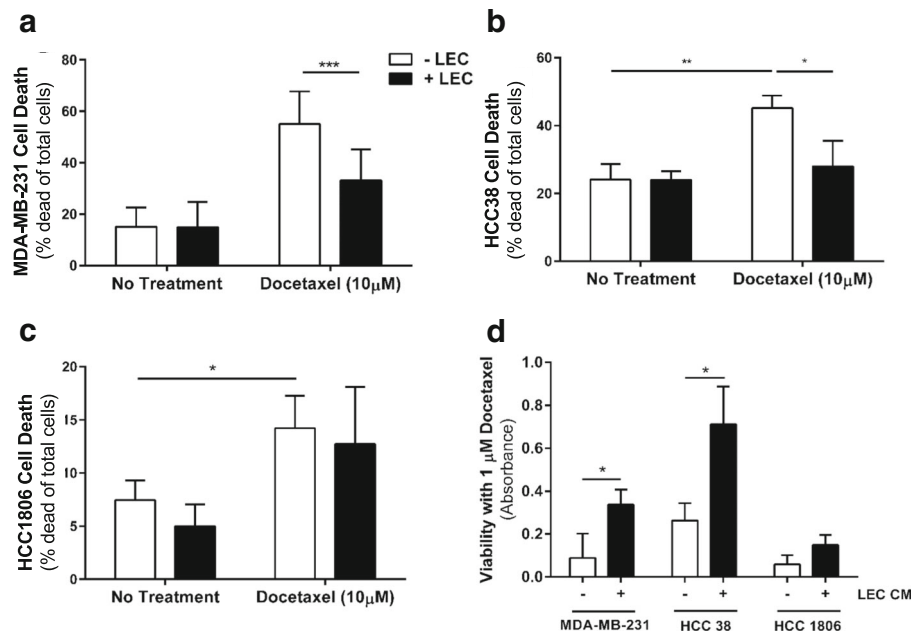 a
MDA-MB-231 Cell Death
(% dead of total cells)
80
60
40
20
0
***
- LEC
+ LEC
No Treatment
Docetaxel (10μM)
b
HCC38 Cell Death
(% dead of total cells)
60
40
20
0
**
*
No Treatment
Docetaxel (10μM)
c
HCC1806 Cell Death
(% dead of total cells)
20
15
10
5
0
*
No Treatment
Docetaxel (10μM)
d
Viability with 1 μM Docetaxel
(Absorbance)
1.0
0.8
0.6
0.4
0.2
0.0
*
*
- + - + - + LEC CM
MDA-MB-231 HCC 38 HCC 1806